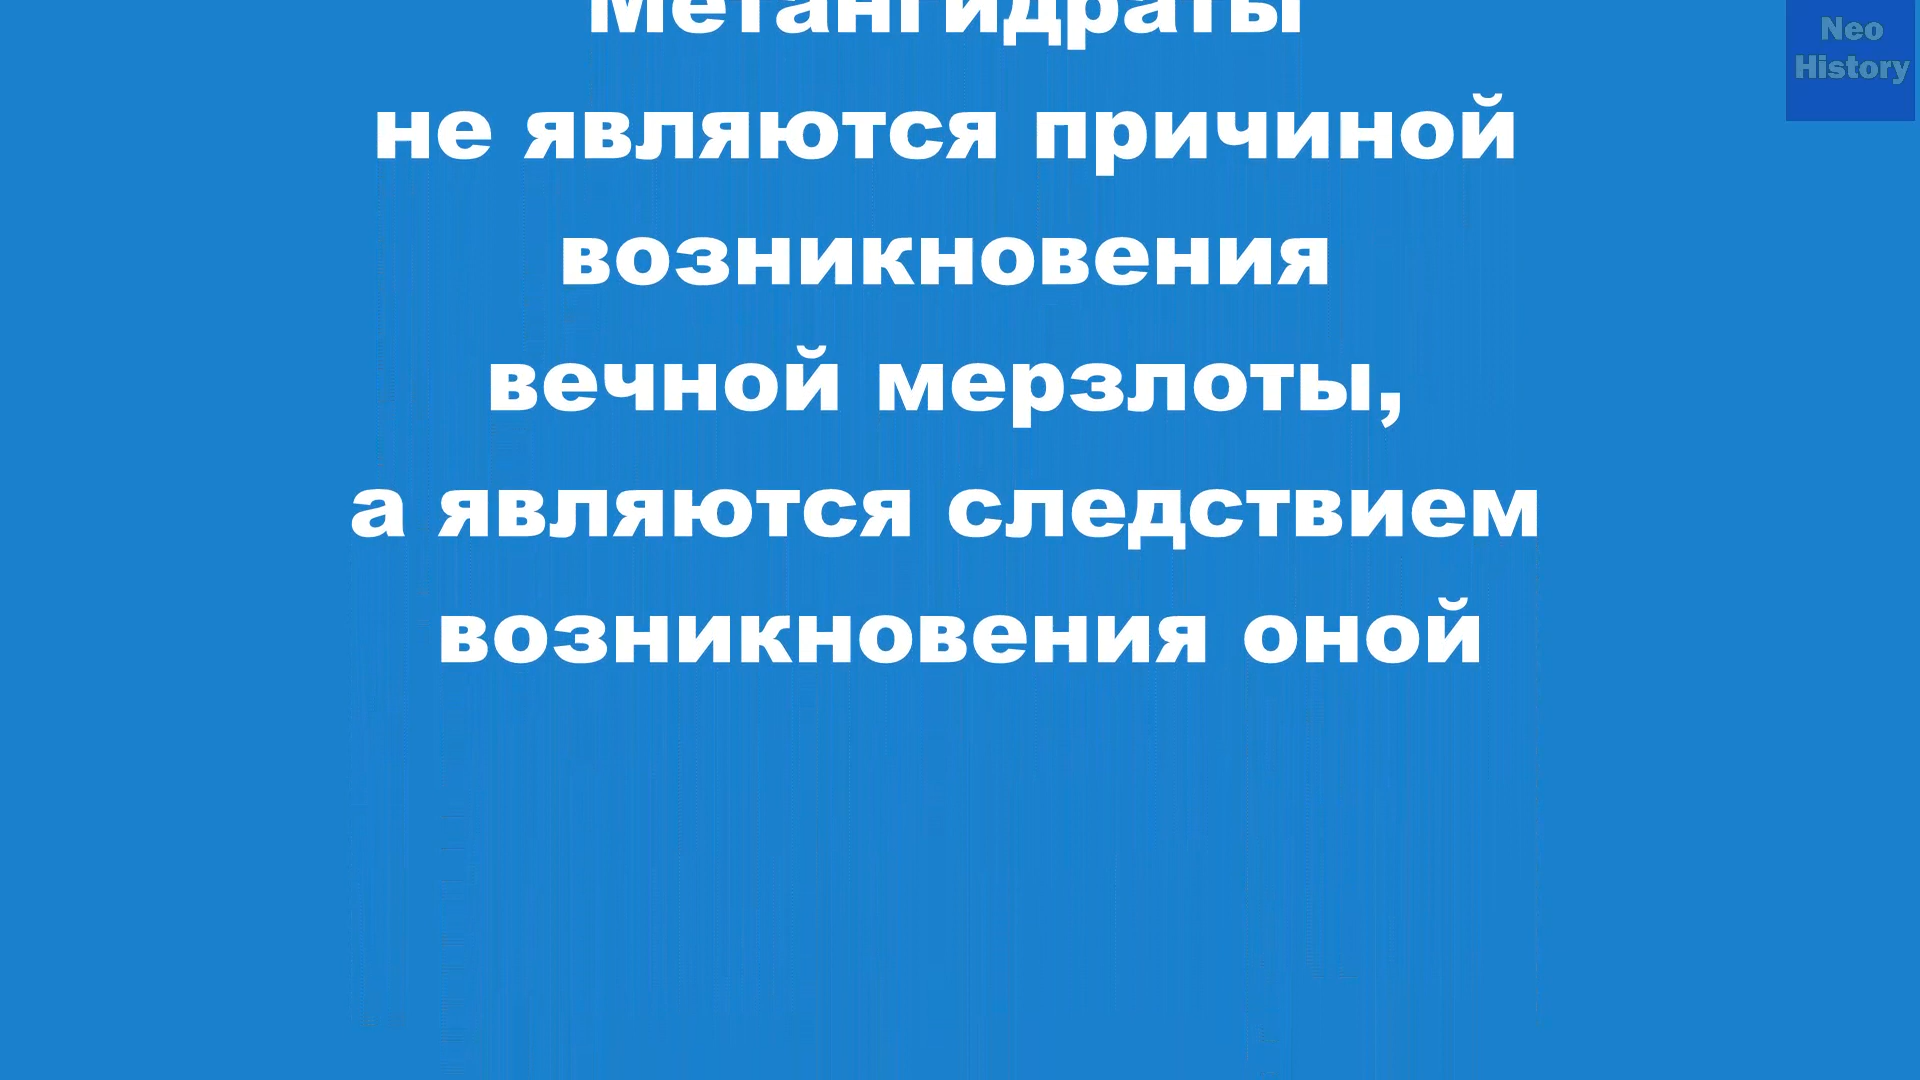 Метангидраты
не являются причиной
возникновения
вечной мерзлоты,
а являются следствием
возникновения оной
Neo
History